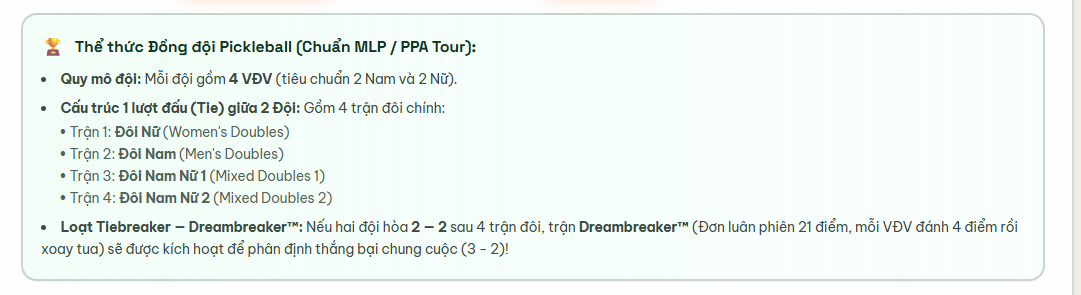 🏆 Thể thức Đồng đội Pickleball (Chuẩn MLP / PPA Tour):
• Quy mô đội: Mỗi đội gồm 4 VĐV (tiêu chuẩn 2 Nam và 2 Nữ).
• Cấu trúc 1 lượt đấu (Tie) giữa 2 Đội: Gồm 4 trận đôi chính:
• Trận 1: Đôi Nữ (Women's Doubles)
• Trận 2: Đôi Nam (Men's Doubles)
• Trận 3: Đôi Nam Nữ 1 (Mixed Doubles 1)
• Trận 4: Đôi Nam Nữ 2 (Mixed Doubles 2)
• Loạt Tiebreaker — Dreambreaker™: Nếu hai đội hòa 2 — 2 sau 4 trận đôi, trận Dreambreaker™ (Đơn luân phiên 21 điểm, mỗi VĐV đánh 4 điểm rồi
xoay tua) sẽ được kích hoạt để phân định thắng bại chung cuộc (3 - 2)!